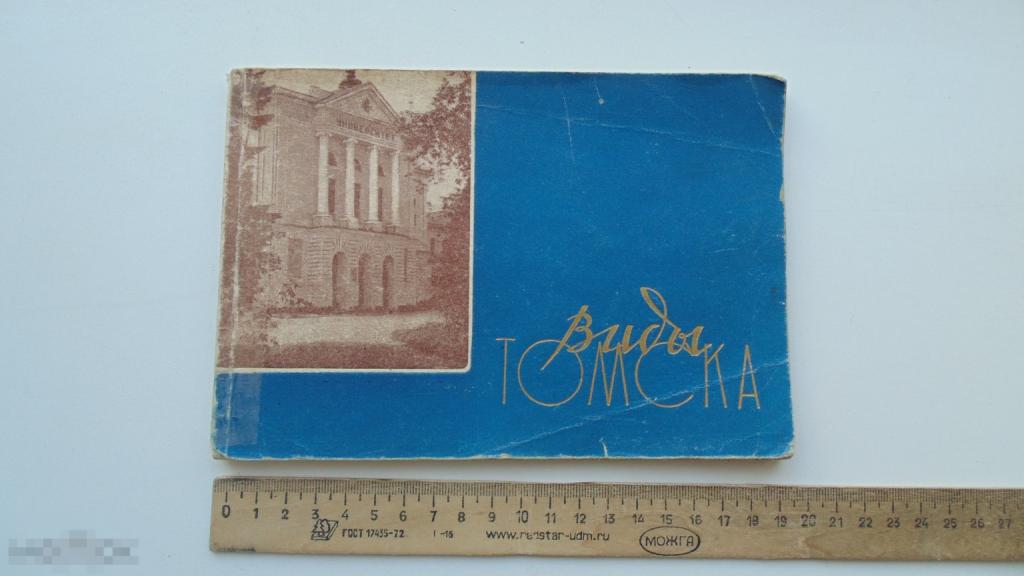 Виды
ТОМСКА
0 1 2 3 4 5 6 7 8 9 10 11 12 13 14 15 16 17 18 19 20 21 22 23 24 25 26 27
ГОСТ 17435-72
www.redstar-udm.ru
МОЖГА